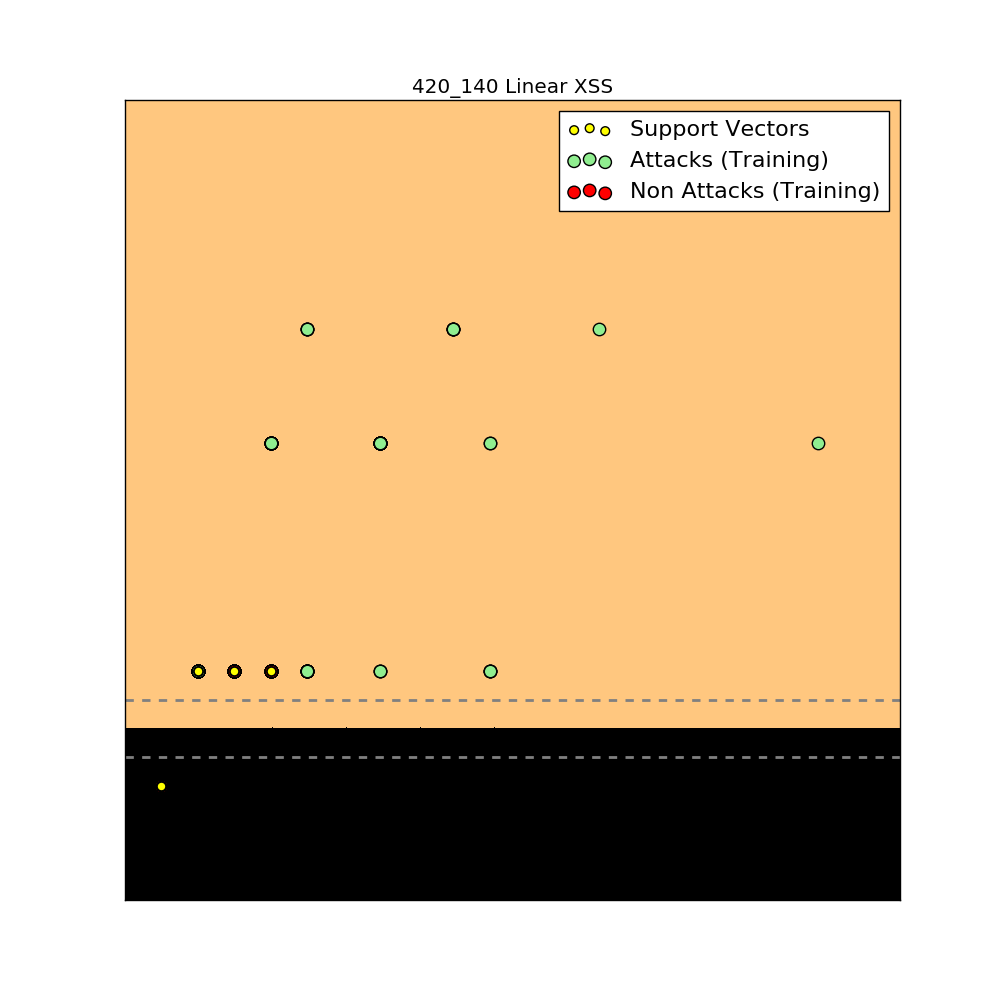 420_140 Linear XSS
Support Vectors
Attacks (Training)
Non Attacks (Training)